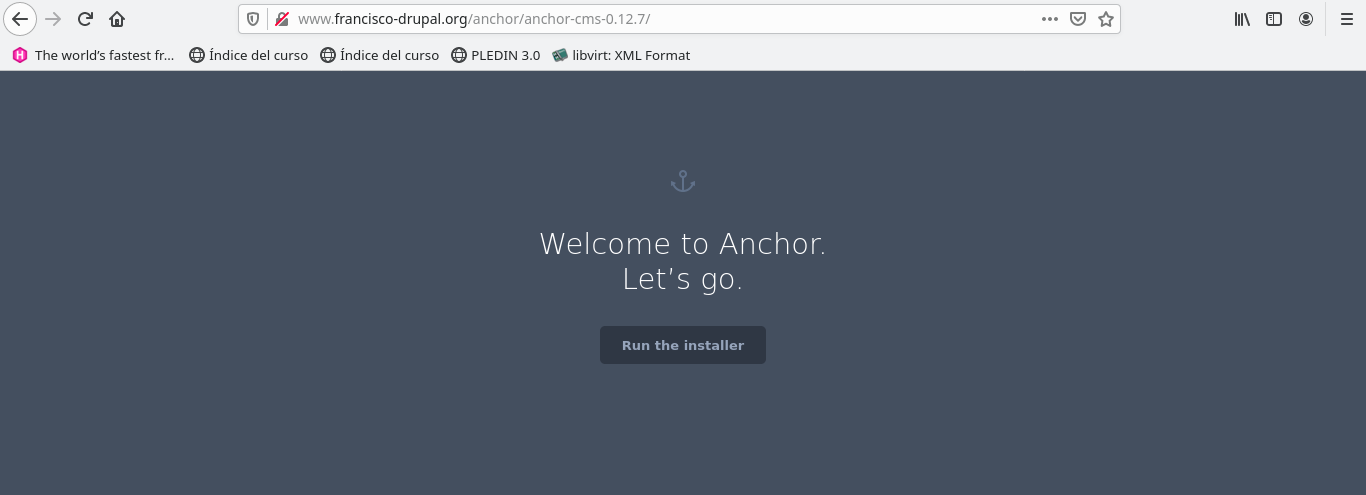 www.francisco-drupal.org/anchor/anchor-cms-0.12.7/
The world’s fastest fr... Índice del curso Índice del curso PLEDIN 3.0 libvirt: XML Format
Welcome to Anchor.
Let’s go.
Run the installer